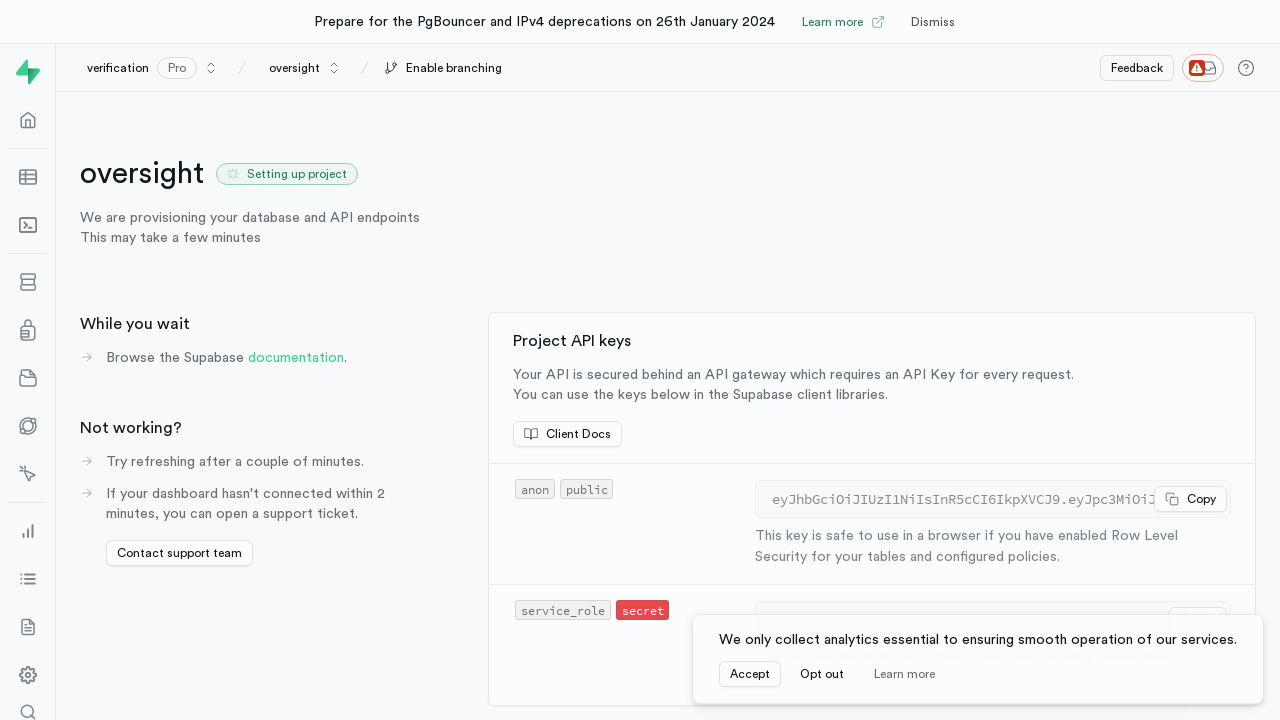 Prepare for the PgBouncer and IPv4 deprecations on 26th January 2024 Learn more Dismiss
verification Pro / oversight / Enable branching Feedback
oversight Setting up project
We are provisioning your database and API endpoints
This may take a few minutes
While you wait
Browse the Supabase documentation.
Not working?
Try refreshing after a couple of minutes.
If your dashboard hasn't connected within 2
minutes, you can open a support ticket.
Contact support team
Project API keys
Your API is secured behind an API gateway which requires an API Key for every request.
You can use the keys below in the Supabase client libraries.
Client Docs
anon public
eyJhbGciOiJIUzI1NiIsInR5cCI6IkpXVCJ9.eyJpc3MiOiJ Copy
This key is safe to use in a browser if you have enabled Row Level
Security for your tables and configured policies.
service_role secret
We only collect analytics essential to ensuring smooth operation of our services.
Accept Opt out Learn more